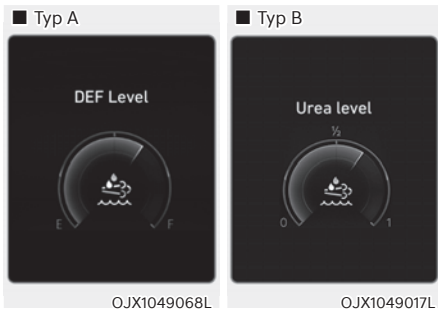 ■ Typ A
DEF Level
E
F
OJX1049068L
■ Typ B
Urea level
½
0
1
OJX1049017L